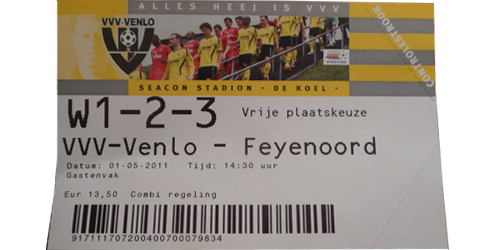 ALLES HEEJ IS VVV
VVV-VENLO
CONTROLESTROOK
SEACON STADION - DE KOEL -
W1-2-3 Vrije plaatskeuze
VVV-Venlo - Feyenoord
Datum: 01-05-2011 Tijd: 14:30 uur
Gastenvak
Eur 13,50 Combi regeling
917111707200400700079834